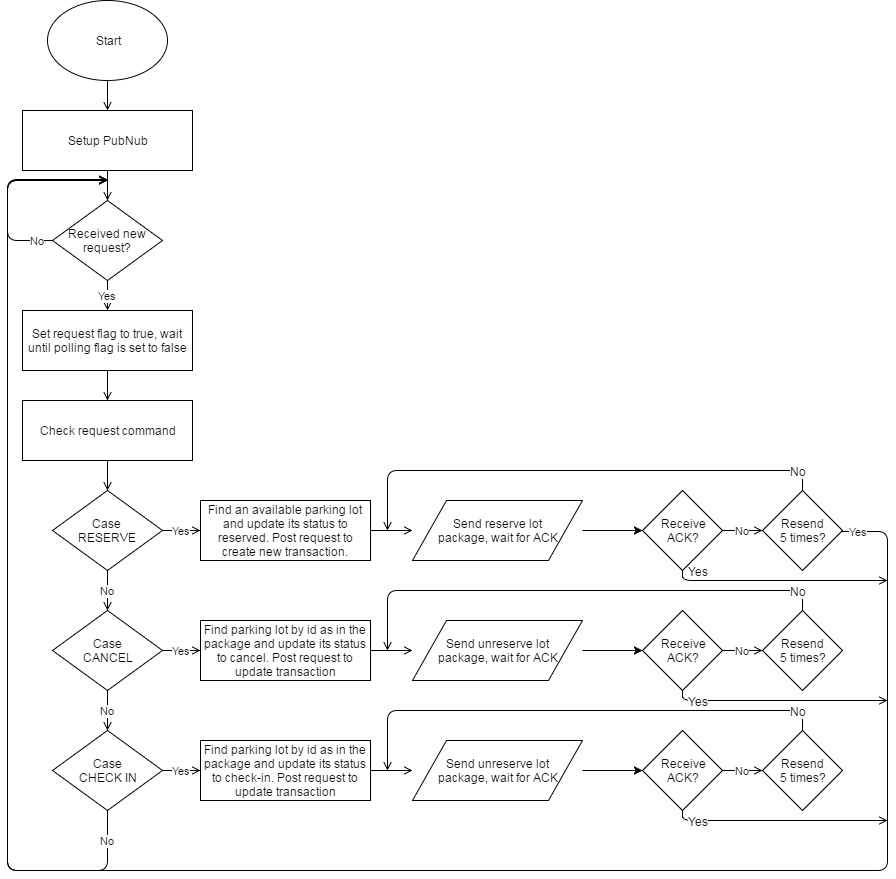 Start
Setup PubNub
Received new
request?
No
Yes
Set request flag to true, wait
until polling flag is set to false
Check request command
No
Case
RESERVE
Yes
Find an available parking lot
and update its status to
reserved. Post request to
create new transaction.
Send reserve lot
package, wait for ACK
Receive
ACK?
No
Resend
5 times?
Yes
Yes
No
No
Case
CANCEL
Yes
Find parking lot by id as in the
package and update its status
to cancel. Post request to
update transaction
Send unreserve lot
package, wait for ACK
Receive
ACK?
No
Resend
5 times?
Yes
No
No
Case
CHECK IN
Yes
Find parking lot by id as in the
package and update its status
to check-in. Post request to
update transaction
Send unreserve lot
package, wait for ACK
Receive
ACK?
No
Resend
5 times?
Yes
No